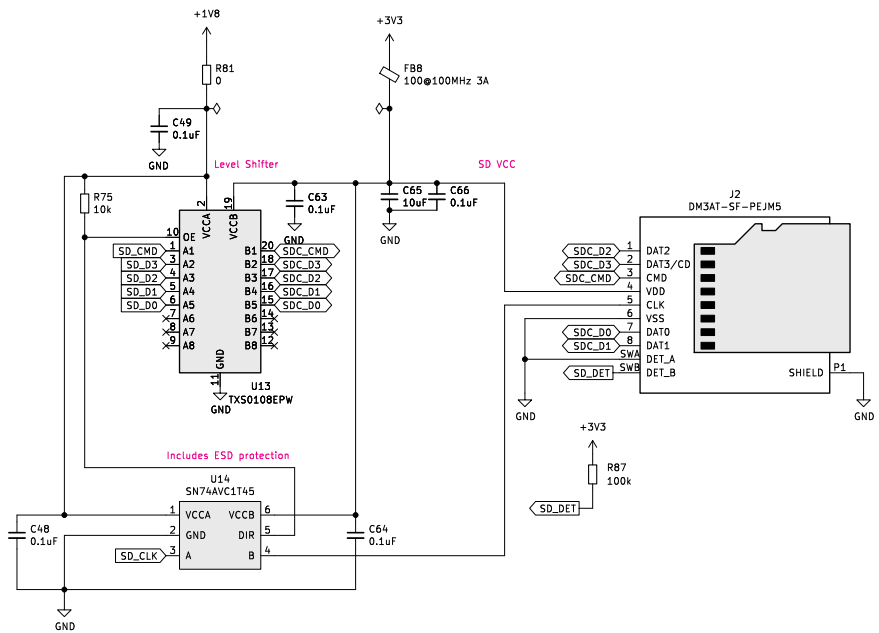 +1V8
R81
0
C49
0.1uF
GND
+3V3
FB8
100@100MHz 3A
Level Shifter
SD VCC
R75
10k
C63
0.1uF
GND
C65
10uF
C66
0.1uF
GND
2
19
VCCA
VCCB
10
OE
SD_CMD 1 A1 B1 20 SDC_CMD
SD_D3 3 A2 B2 18 SDC_D3
SD_D2 4 A3 B3 17 SDC_D2
SD_D1 5 A4 B4 16 SDC_D1
SD_D0 6 A5 B5 15 SDC_D0
7 A6 B6 14
8 A7 B7 13
9 A8 B8 12
GND
11
GND
U13
TXS0108EPW
J2
DM3AT-SF-PEJM5
SDC_D2 1 DAT2
SDC_D3 2 DAT3/CD
SDC_CMD 3 CMD
4 VDD
5 CLK
6 VSS
SDC_D0 7 DAT0
SDC_D1 8 DAT1
SWA DET_A
SD_DET SWB DET_B
SHIELD P1
GND
GND
+3V3
R87
100k
SD_DET
Includes ESD protection
U14
SN74AVC1T45
1 VCCA VCCB 6
2 GND DIR 5
SD_CLK 3 A B 4
C48
0.1uF
C64
0.1uF
GND